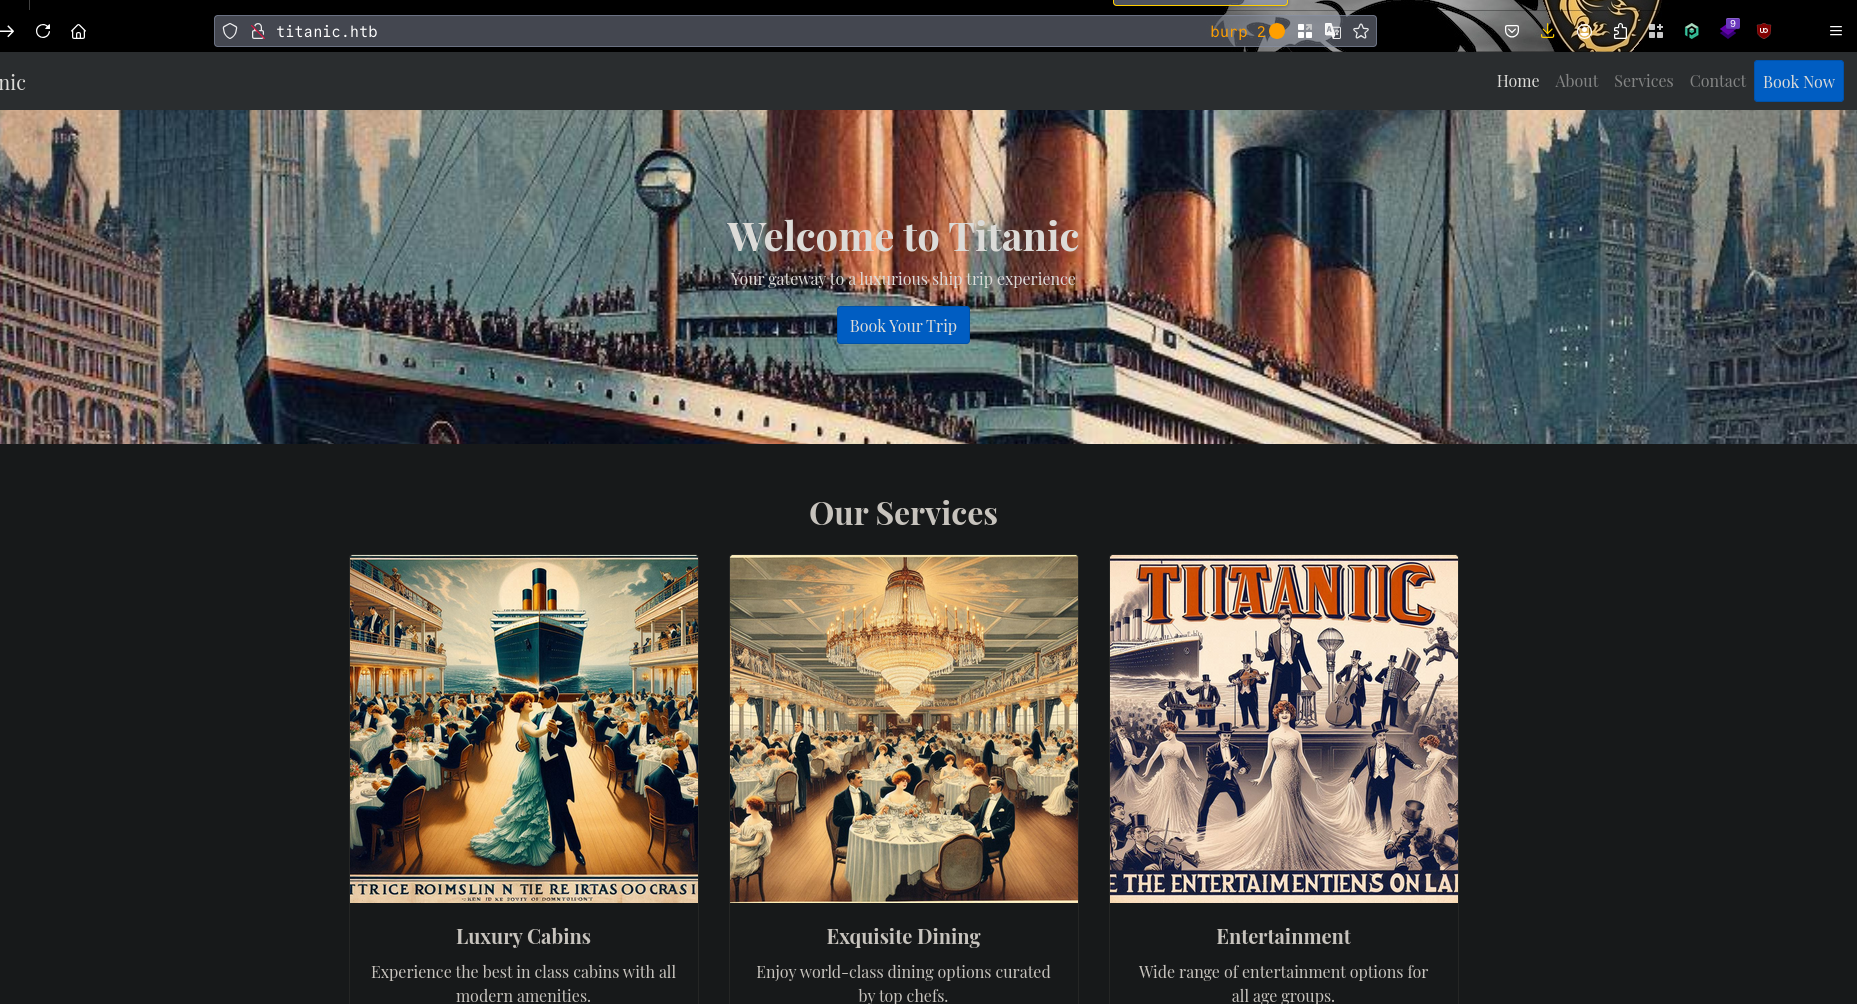 titanic.htb
burp 2
9
nic
Home About Services Contact Book Now
Welcome to Titanic
Your gateway to a luxurious ship trip experience
Book Your Trip
Our Services
TIIAANIIC
TTRICE ROIMSLIN N TIE RE IRTAS OO CRAS I
E THE ENTERTAIMENTIENS ON LAI
Luxury Cabins
Exquisite Dining
Entertainment
Experience the best in class cabins with all
modern amenities.
Enjoy world-class dining options curated
by top chefs.
Wide range of entertainment options for
all age groups.